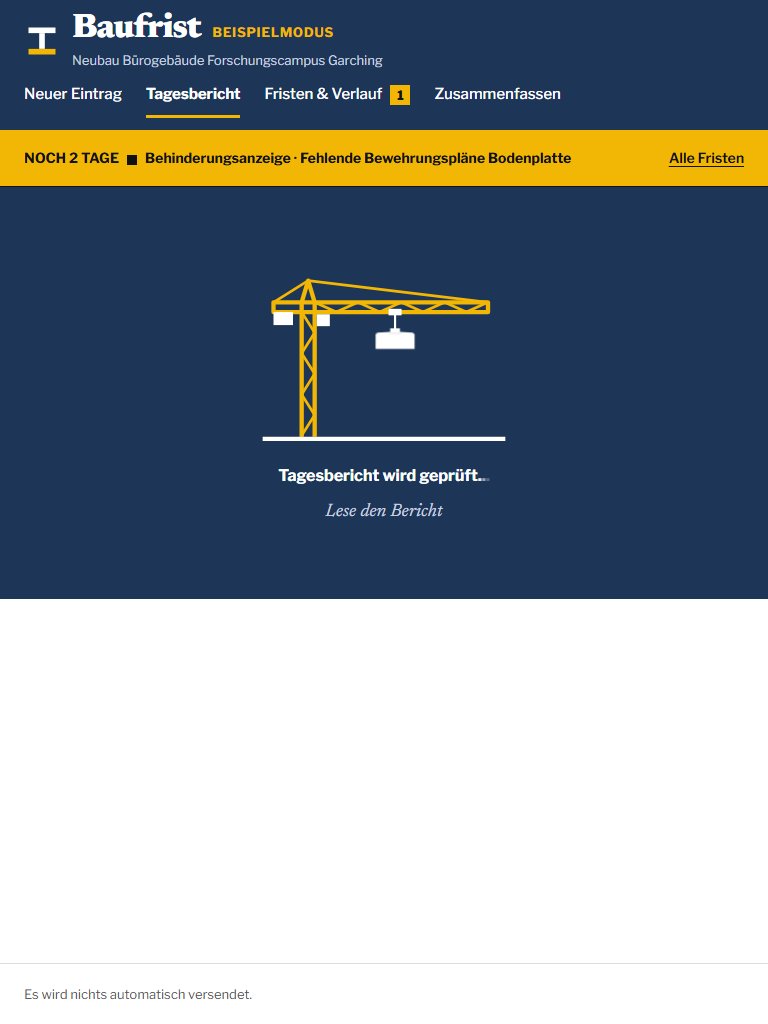 Baufrist BEISPIELMODUS
Neubau Bürogebäude Forschungscampus Garching
Neuer Eintrag Tagesbericht Fristen & Verlauf 1 Zusammenfassen
NOCH 2 TAGE ■ Behinderungsanzeige · Fehlende Bewehrungspläne Bodenplatte Alle Fristen
Tagesbericht wird geprüft...
Lese den Bericht
Es wird nichts automatisch versendet.